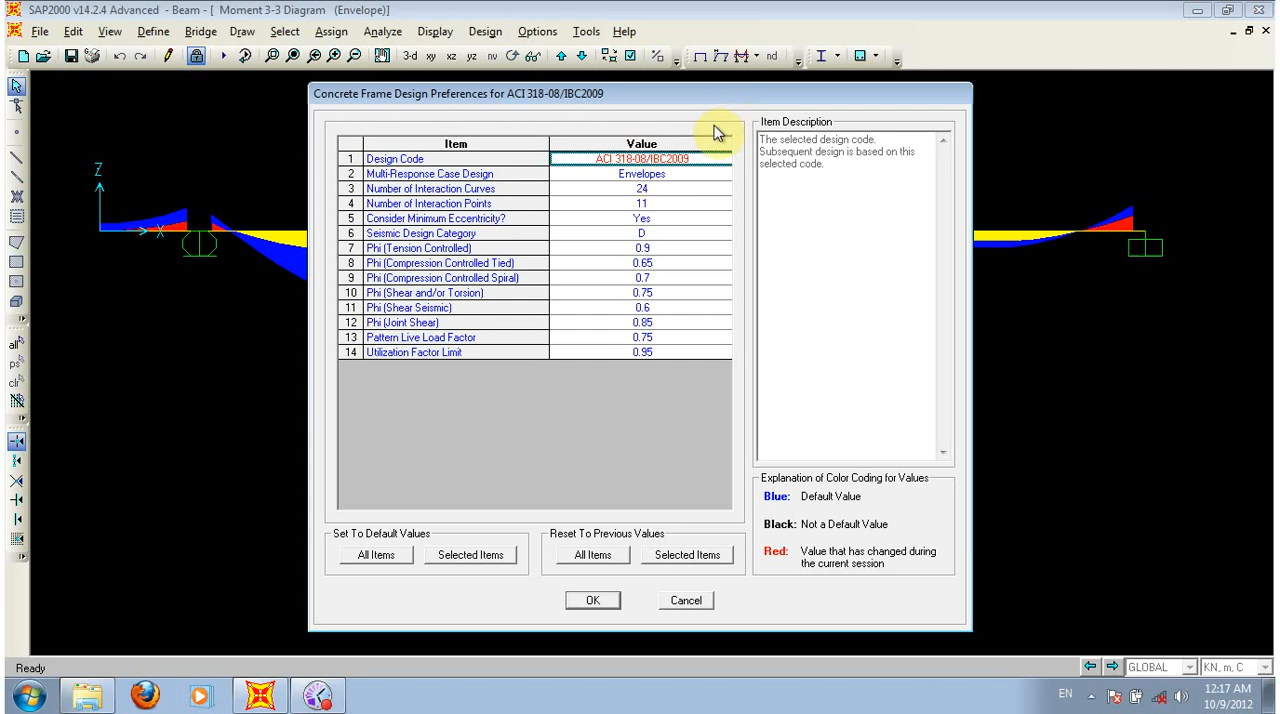 SAP2000 v14.2.4 Advanced - Beam - [ Moment 3-3 Diagram (Envelope)]
File Edit View Define Bridge Draw Select Assign Analyze Display Design Options Tools Help
3-d xy xz yz nv nd
Concrete Frame Design Preferences for ACI 318-08/IBC2009
Item Value
1 Design Code ACI 318-08/IBC2009
2 Multi-Response Case Design Envelopes
3 Number of Interaction Curves 24
4 Number of Interaction Points 11
5 Consider Minimum Eccentricity? Yes
6 Seismic Design Category D
7 Phi (Tension Controlled) 0.9
8 Phi (Compression Controlled Tied) 0.65
9 Phi (Compression Controlled Spiral) 0.7
10 Phi (Shear and/or Torsion) 0.75
11 Phi (Shear Seismic) 0.6
12 Phi (Joint Shear) 0.85
13 Pattern Live Load Factor 0.75
14 Utilization Factor Limit 0.95
Item Description
The selected design code.
Subsequent design is based on this
selected code.
Explanation of Color Coding for Values
Blue: Default Value
Black: Not a Default Value
Red: Value that has changed during
the current session
Set To Default Values
All Items Selected Items
Reset To Previous Values
All Items Selected Items
OK Cancel
Z
X
all
ps
clr
Ready
GLOBAL KN, m, C
EN
12:17 AM
10/9/2012